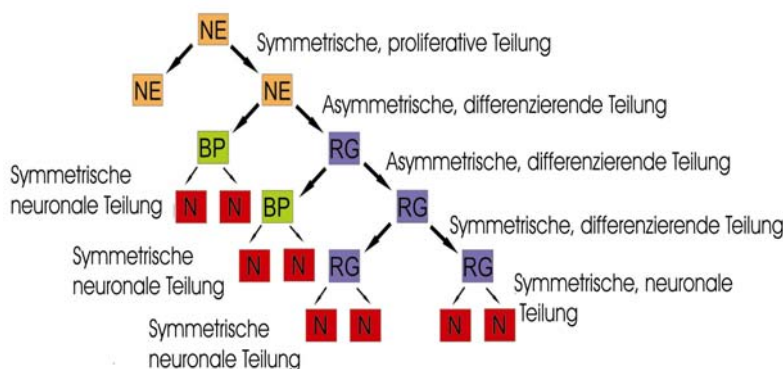 NE
Symmetrische, proliferative Teilung
NE
NE
Asymmetrische, differenzierende Teilung
BP
RG
Asymmetrische, differenzierende Teilung
Symmetrische
neuronale Teilung
N
N
BP
RG
Symmetrische, differenzierende Teilung
Symmetrische
neuronale Teilung
N
N
RG
RG
Symmetrische, neuronale
Teilung
Symmetrische
neuronale Teilung
N
N
N
N